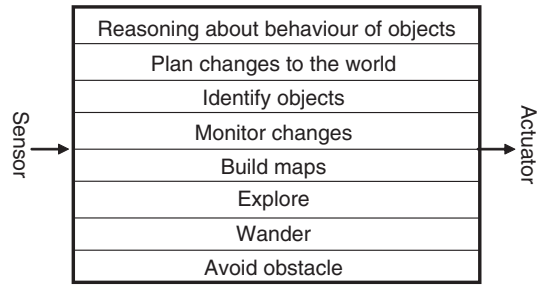 Reasoning about behaviour of objects
Plan changes to the world
Identify objects
Monitor changes
Build maps
Explore
Wander
Avoid obstacle
Sensor
Actuator